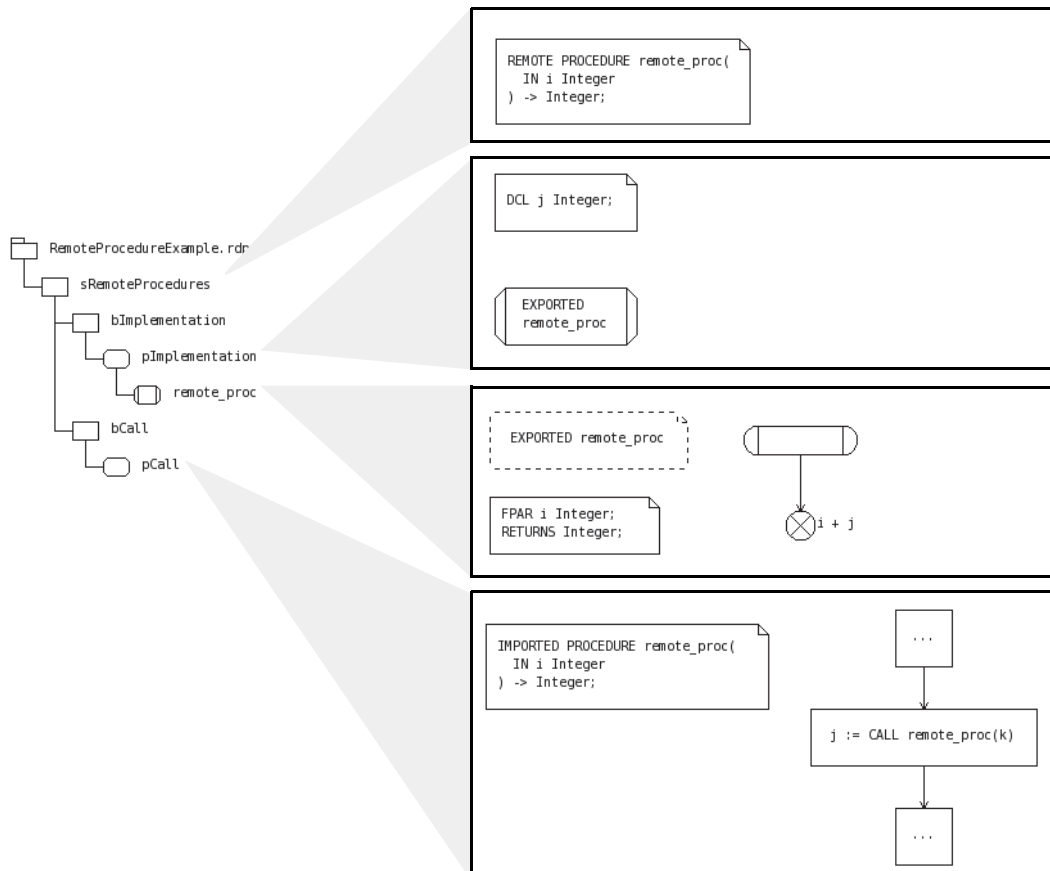 RemoteProcedureExample.rdp
sRemoteProcedures
bImplementation
pImplementation
remote_proc
bCall
pCall
REMOTE PROCEDURE remote_proc(
  IN i Integer
) -> Integer;
DCL j Integer;
EXPORTED
remote_proc
EXPORTED remote_proc
FPAR i Integer;
RETURNS Integer;
i + j
IMPORTED PROCEDURE remote_proc(
  IN i Integer
) -> Integer;
...
j := CALL remote_proc(k)
...